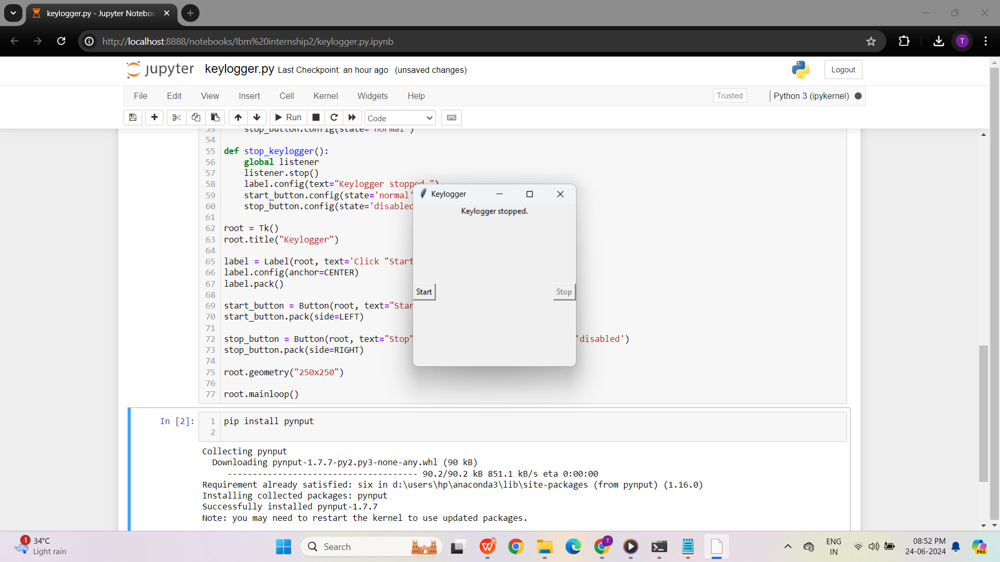 keylogger.py - Jupyter Noteboo
http://localhost:8888/notebooks/Ibm%20internship2/keylogger.py.ipynb
T
jupyter keylogger.py Last Checkpoint: an hour ago (unsaved changes)
Logout
File Edit View Insert Cell Kernel Widgets Help
Trusted
Python 3 (ipykernel)
Run
Code
53 stop_button.config(state='normal')
54
55 def stop_keylogger():
56 global listener
57 listener.stop()
58 label.config(text="Keylogger stopped.")
59 start_button.config(state='normal'
60 stop_button.config(state='disabled
61
62 root = Tk()
63 root.title("Keylogger")
64
65 label = Label(root, text='Click "Start
66 label.config(anchor=CENTER)
67 label.pack()
68
69 start_button = Button(root, text="Star
70 start_button.pack(side=LEFT)
71
72 stop_button = Button(root, text="Stop" 'disabled')
73 stop_button.pack(side=RIGHT)
74
75 root.geometry("250x250")
76
77 root.mainloop()
Keylogger
Keylogger stopped.
Start
Stop
In [2]:
1 pip install pynput
2
Collecting pynput
Downloading pynput-1.7.7-py2.py3-none-any.whl (90 kB)
-------------------------------------- 90.2/90.2 kB 851.1 kB/s eta 0:00:00
Requirement already satisfied: six in d:\users\hp\anaconda3\lib\site-packages (from pynput) (1.16.0)
Installing collected packages: pynput
Successfully installed pynput-1.7.7
Note: you may need to restart the kernel to use updated packages.
1
34°C
Light rain
Search
T
ENG
IN
08:52 PM
24-06-2024
PRE